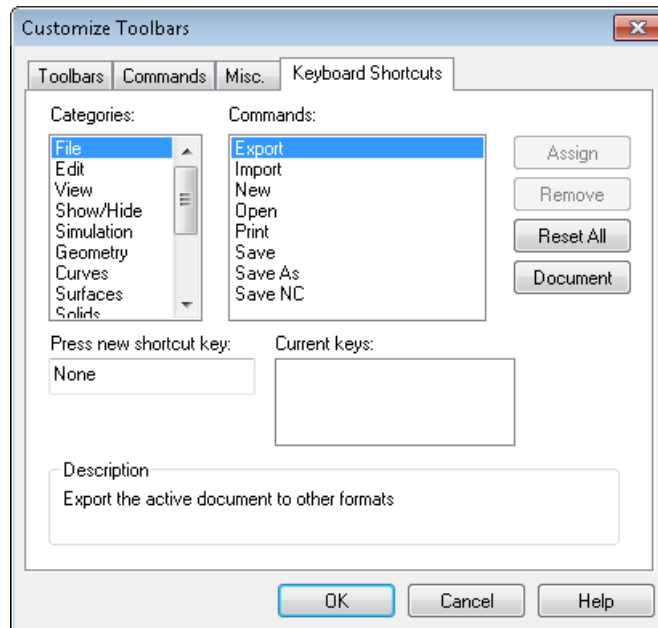 Customize Toolbars
Toolbars Commands Misc. Keyboard Shortcuts
Categories: Commands:
File
Edit
View
Show/Hide
Simulation
Geometry
Curves
Surfaces
Solids
Export
Import
New
Open
Print
Save
Save As
Save NC
Assign
Remove
Reset All
Document
Press new shortcut key: Current keys:
None
Description
Export the active document to other formats
OK Cancel Help